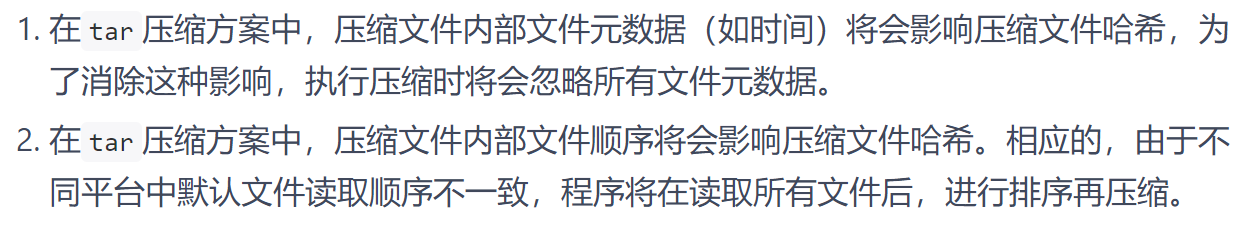 1. 在 tar 压缩方案中，压缩文件内部文件元数据（如时间）将会影响压缩文件哈希，为
了消除这种影响，执行压缩时将会忽略所有文件元数据。
2. 在 tar 压缩方案中，压缩文件内部文件顺序将会影响压缩文件哈希。相应的，由于不
同平台中默认文件读取顺序不一致，程序将在读取所有文件后，进行排序再压缩。